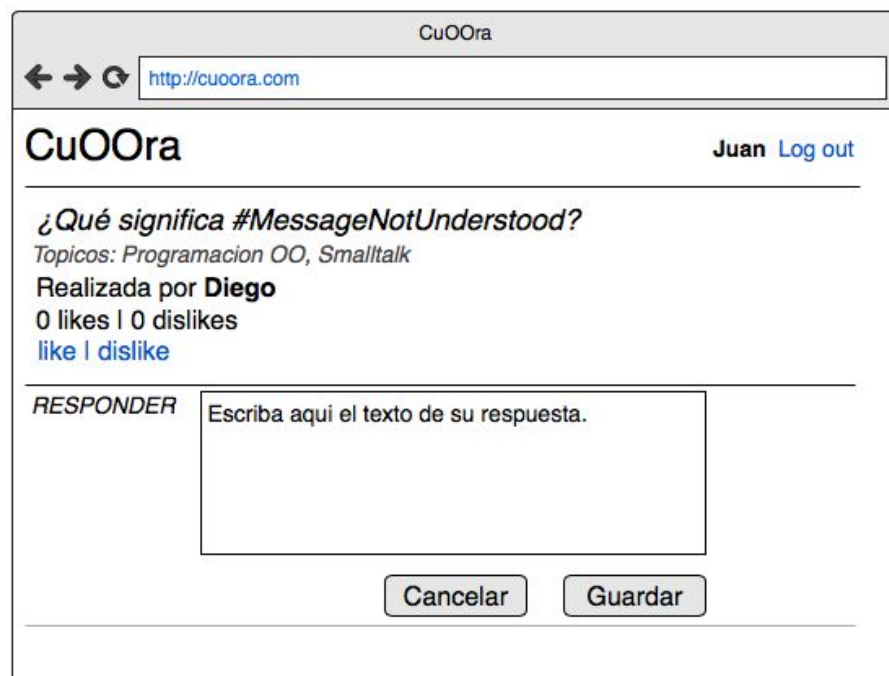 CuOOra
http://cuoora.com
CuOOra
Juan Log out
¿Qué significa #MessageNotUnderstood?
Topicos: Programacion OO, Smalltalk
Realizada por Diego
0 likes | 0 dislikes
like | dislike
RESPONDER
Escriba aqui el texto de su respuesta.
Cancelar Guardar